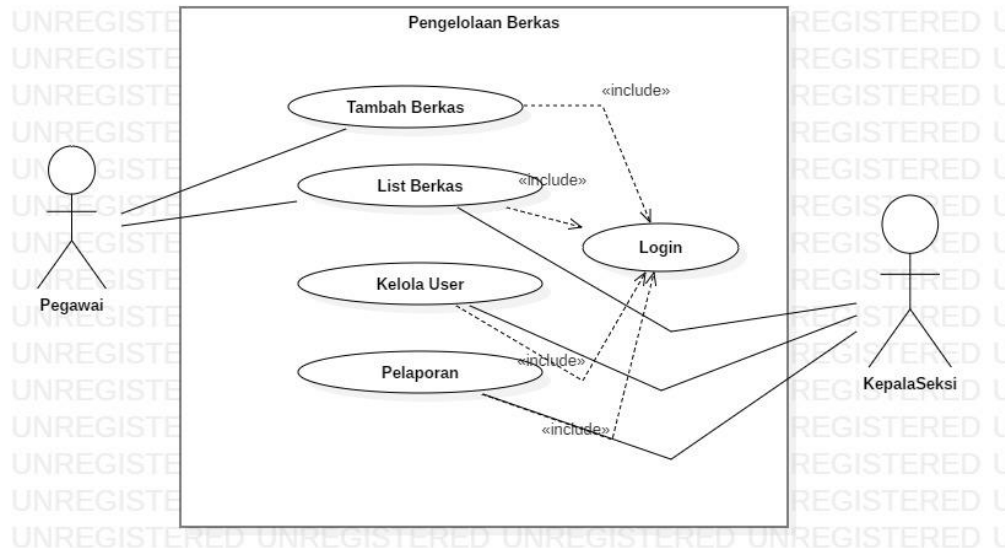 Pengelolaan Berkas
«include»
Tambah Berkas
«include»
List Berkas
Login
Kelola User
Pegawai
«include»
Pelaporan
KepalaSeksi
«include»
UNREGISTERED UNREGISTERED UNREGISTERED UNREGISTERED U